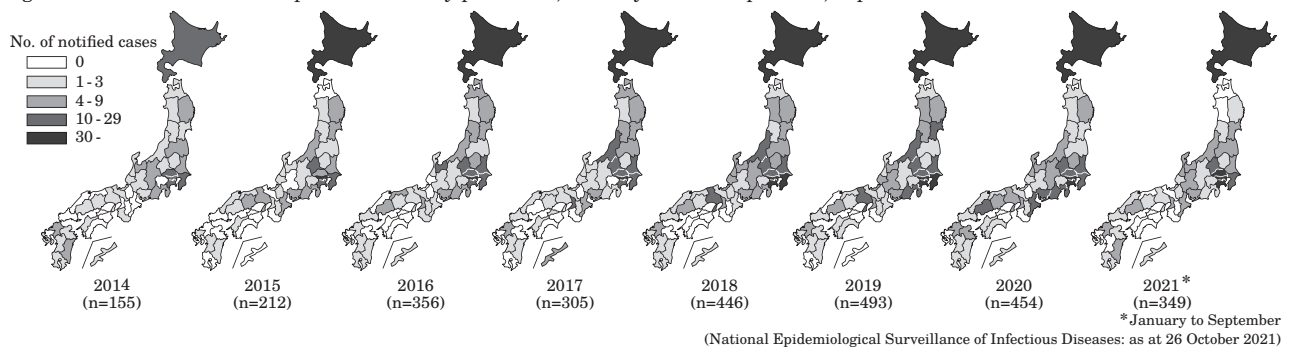 No. of notified cases
0
1 - 3
4 - 9
10 - 29
30 -
2014
(n=155)
2015
(n=212)
2016
(n=356)
2017
(n=305)
2018
(n=446)
2019
(n=493)
2020
(n=454)
2021*
(n=349)
*January to September
(National Epidemiological Surveillance of Infectious Diseases: as at 26 October 2021)